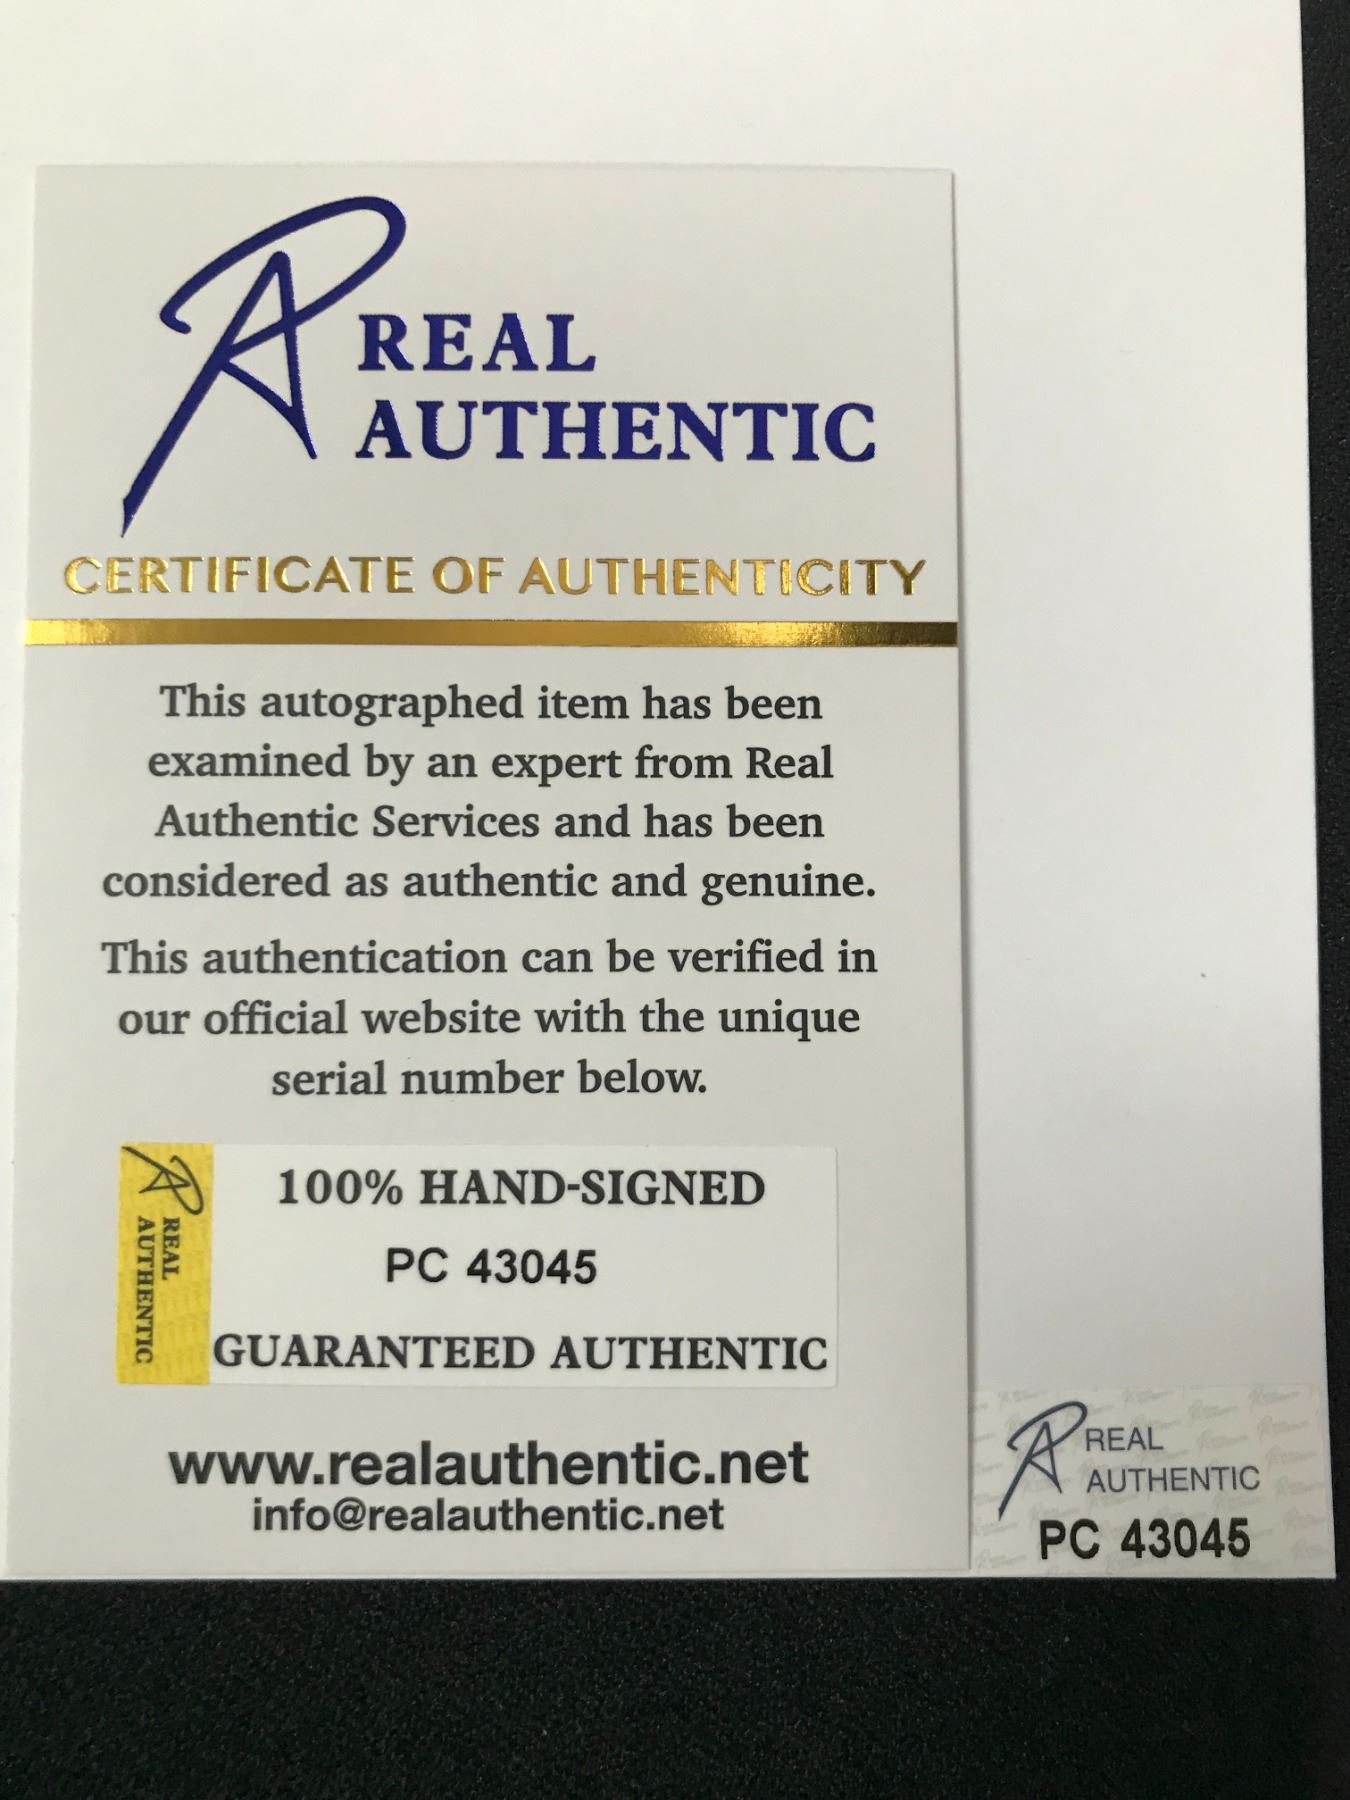 REAL
AUTHENTIC
CERTIFICATE OF AUTHENTICITY
This autographed item has been
examined by an expert from Real
Authentic Services and has been
considered as authentic and genuine.
This authentication can be verified in
our official website with the unique
serial number below.
REAL
AUTHENTIC
100% HAND-SIGNED
PC 43045
GUARANTEED AUTHENTIC
www.realauthentic.net
info@realauthentic.net
REAL
AUTHENTIC
PC 43045